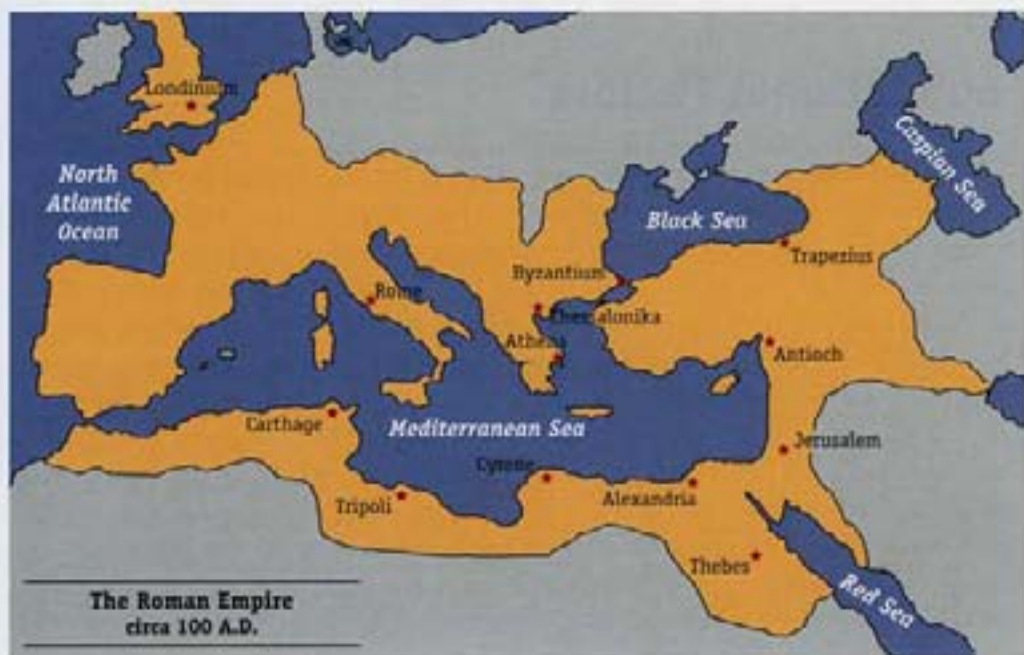 Londinium
North
Atlantic
Ocean
Caspian Sea
Black Sea
Trapezius
Byzantium
Rome
Thessalonika
Athens
Antioch
Carthage
Mediterranean Sea
Jerusalem
Cyrene
Tripoli
Alexandria
Thebes
Red Sea
The Roman Empire
circa 100 A.D.